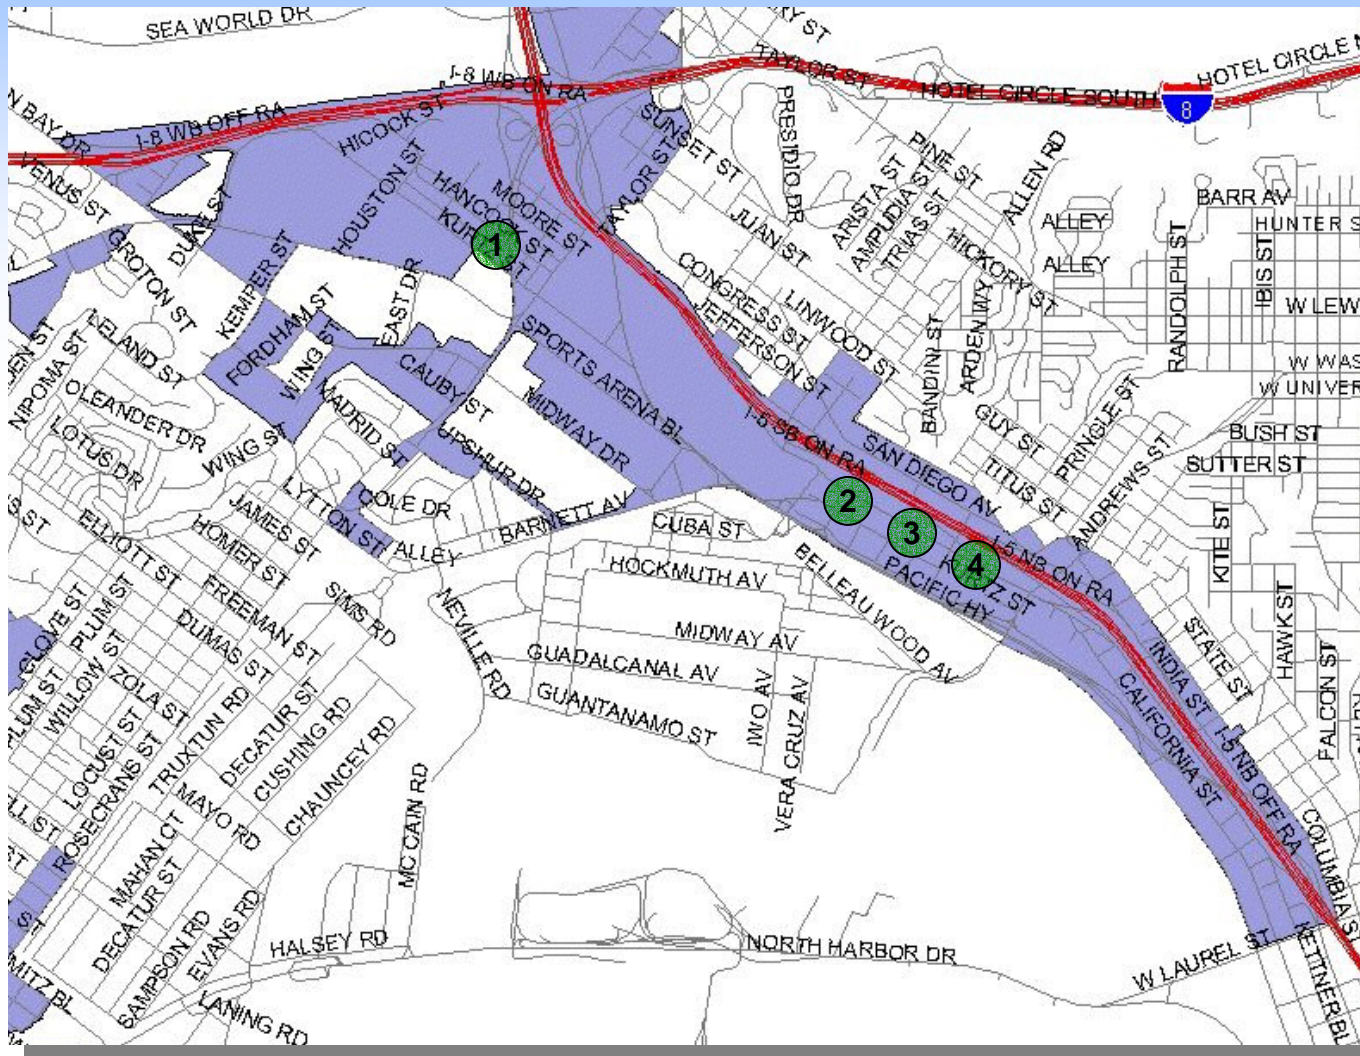 SEA WORLD DR
TAYLOR ST
HOTEL CIRCLE
I-8 WB ON RA
HOTEL CIRCLE SOUTH
8
I-8 WB OFF RA
HICOCK ST
BAY DR
VENUS ST
SUNSET ST
PRESIDIO DR
PINE ST
ALLEN RD
BARR AV
HUNTER S
HOUSTON ST
HANCOCK ST
MOORE ST
TAYLOR ST
JUAN ST
ARISTA ST
AMPUDIA ST
TRIAS ST
HICKORY ST
ALLEY
ALLEY
RANDOLPH ST
IBIS ST
DUKE ST
GROTON ST
KEMPER ST
1
CONGRESS ST
JEFFERSON ST
LINWOOD ST
W LEW
EAST DR
FORDHAM ST
WING ST
SPORTS ARENA BL
BANDINI ST
ARDEN WY
W WAS
W UNIVER
LELAND ST
NIPOMA ST
OLEANDER DR
LOTUS DR
CAUBY ST
MIDWAY DR
MADRID ST
WING ST
UPSHUR DR
I-5 SB ON RA
SAN DIEGO AV
GUY ST
TITUS ST
PRINGLE ST
ANDREWS ST
BUSH ST
SUTTER ST
KITE ST
LYTTON ST
COLE DR
BARNETT AV
ALLEY
CUBA ST
2
3
4
I-5 NB ON RA
ELLIOTT ST
JAMES ST
HOMER ST
FREEMAN ST
DUMAS ST
SIMS RD
HOCKMUTH AV
BELLEAU WOOD AV
PACIFIC HY
GLOVE ST
PLUM ST
WILLOW ST
ZOLA ST
PLUM ST
LOCUST ST
NEVILLE RD
MIDWAY AV
GUADALCANAL AV
GUANTANAMO ST
IWO AV
VERA CRUZ AV
INDIA ST
STATE ST
HAWK ST
FALCON ST
CALIFORNIA ST
I-5 NB OFF RA
ROSECRANS ST
TRUXTUN RD
DECATUR ST
CUSHING RD
CHAUNCEY RD
MAYO RD
MAHAN CT
DECATUR ST
MC CAIN RD
COLUMBIA ST
SAMPSON RD
EVANS RD
HALSEY RD
NORTH HARBOR DR
W LAUREL ST
KETTNER BL
LANING RD